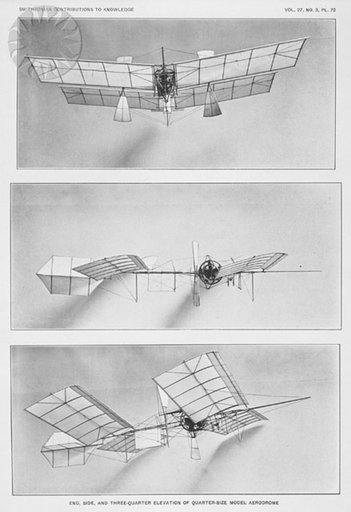 SMITHSONIAN CONTRIBUTIONS TO KNOWLEDGE
VOL. 27, NO. 3, PL. 72
END, SIDE, AND THREE-QUARTER ELEVATION OF QUARTER-SIZE MODEL AERODROME